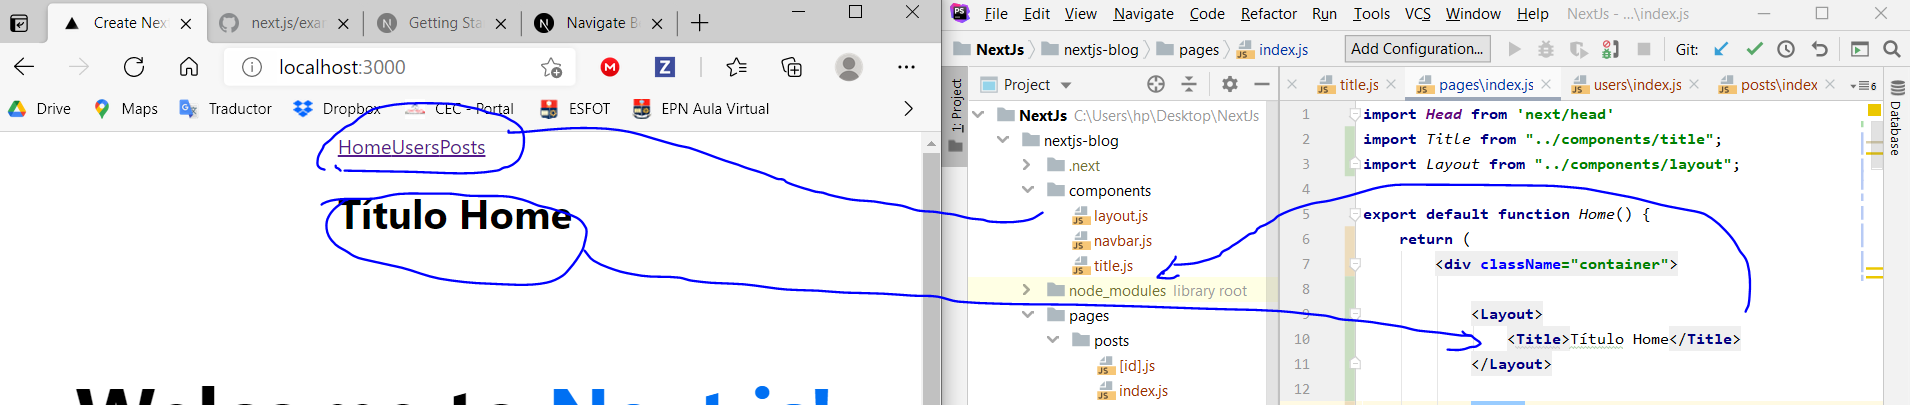 Create Nex
next.js/exar
Getting Sta
Navigate Be
localhost:3000
Drive
Maps
Traductor
Dropbox
CEC - Portal
ESFOT
EPN Aula Virtual
HomeUsersPosts
Título Home
File Edit View Navigate Code Refactor Run Tools VCS Window Help NextJs - ...\index.js
NextJs nextjs-blog pages index.js Add Configuration... Git:
1: Project
Project
NextJs C:\Users\hp\Desktop\NextJs
nextjs-blog
.next
components
layout.js
navbar.js
title.js
node_modules library root
pages
posts
[id].js
index.js
title.js pages\index.js users\index.js posts\index 6
Database
1 import Head from 'next/head'
2 import Title from "../components/title";
3 import Layout from "../components/layout";
4
5 export default function Home() {
6 return (
7 <div className="container">
8
9 <Layout>
10 <Title>Título Home</Title>
11 </Layout>
12